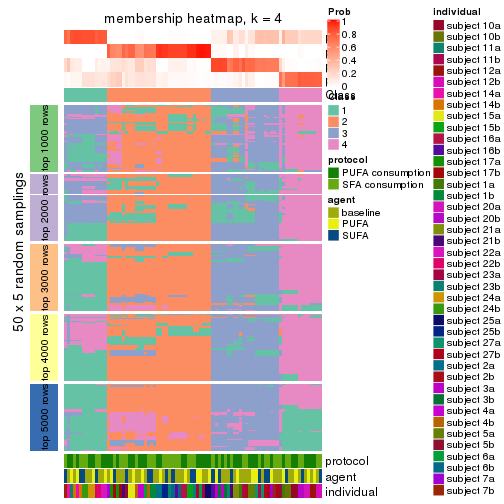 membership heatmap, k = 4
50 x 5 random samplings
top 1000 rows
top 2000 rows
top 3000 rows
top 4000 rows
top 5000 rows
protocol
agent
individual
Prob
1
0.8
0.6
0.4
0.2
0
Class
1
2
3
4
protocol
PUFA consumption
SFA consumption
agent
baseline
PUFA
SUFA
individual
subject 10a
subject 10b
subject 11a
subject 11b
subject 12a
subject 12b
subject 14a
subject 14b
subject 15a
subject 15b
subject 16a
subject 16b
subject 17a
subject 17b
subject 1a
subject 1b
subject 20a
subject 20b
subject 21a
subject 21b
subject 22a
subject 22b
subject 23a
subject 23b
subject 24a
subject 24b
subject 25a
subject 25b
subject 27a
subject 27b
subject 2a
subject 2b
subject 3a
subject 3b
subject 4a
subject 4b
subject 5a
subject 5b
subject 6a
subject 6b
subject 7a
subject 7b